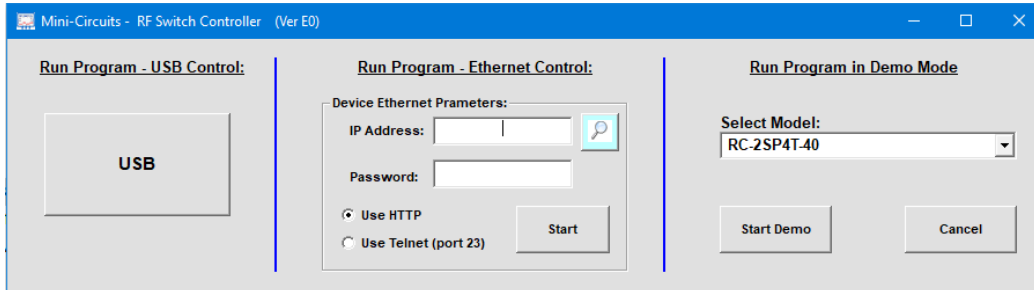 Mini-Circuits - RF Switch Controller (Ver E0)
Run Program - USB Control:
USB
Run Program - Ethernet Control:
Device Ethernet Prameters:
IP Address:
Password:
Use HTTP
Use Telnet (port 23)
Start
Run Program in Demo Mode
Select Model:
RC-2SP4T-40
Start Demo
Cancel